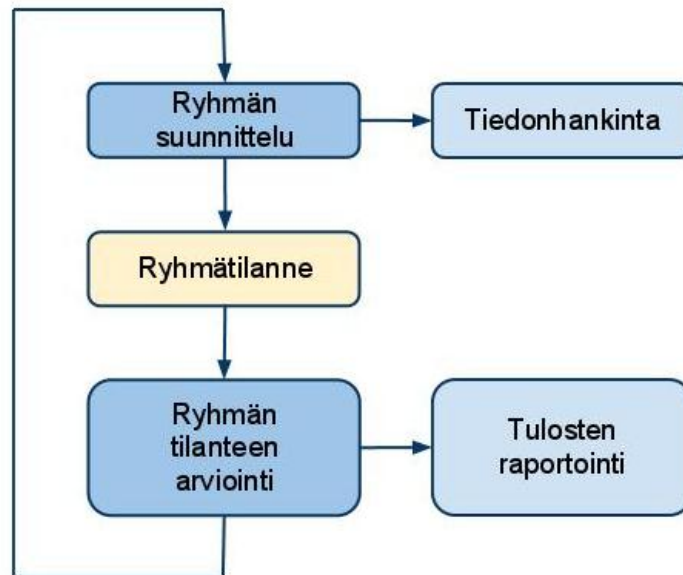 Ryhmän
suunnittelu
Tiedonhankinta
Ryhmätilanne
Ryhmän
tilanteen
arviointi
Tulosten
raportointi